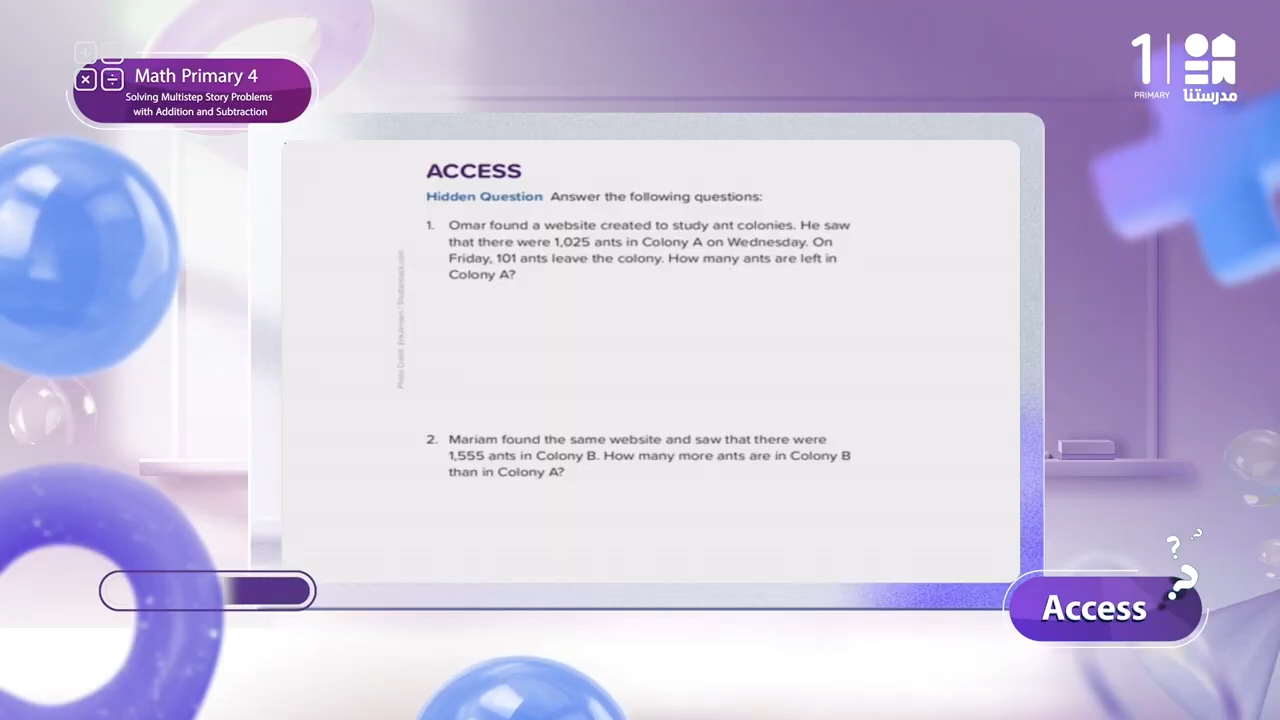 Math Primary 4
Solving Multistep Story Problems
with Addition and Subtraction
1
PRIMARY
مدرستنا
ACCESS
Hidden Question Answer the following questions:
1. Omar found a website created to study ant colonies. He saw
that there were 1,025 ants in Colony A on Wednesday. On
Friday, 101 ants leave the colony. How many ants are left in
Colony A?
2. Mariam found the same website and saw that there were
1,555 ants in Colony B. How many more ants are in Colony B
than in Colony A?
Access